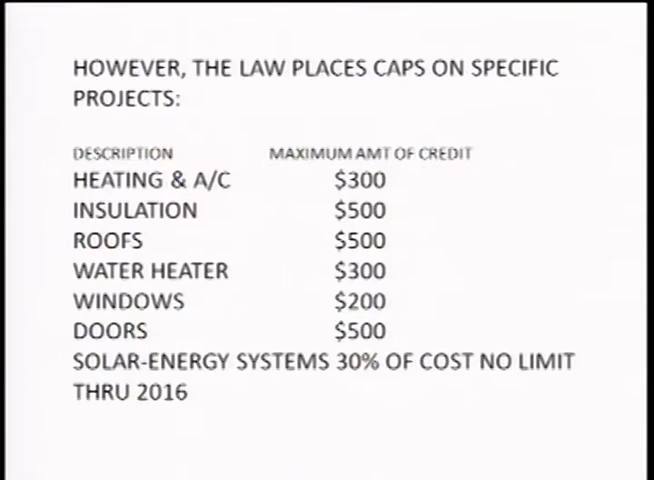 HOWEVER, THE LAW PLACES CAPS ON SPECIFIC
PROJECTS:
DESCRIPTION MAXIMUM AMT OF CREDIT
HEATING & A/C $300
INSULATION $500
ROOFS $500
WATER HEATER $300
WINDOWS $200
DOORS $500
SOLAR-ENERGY SYSTEMS 30% OF COST NO LIMIT
THRU 2016